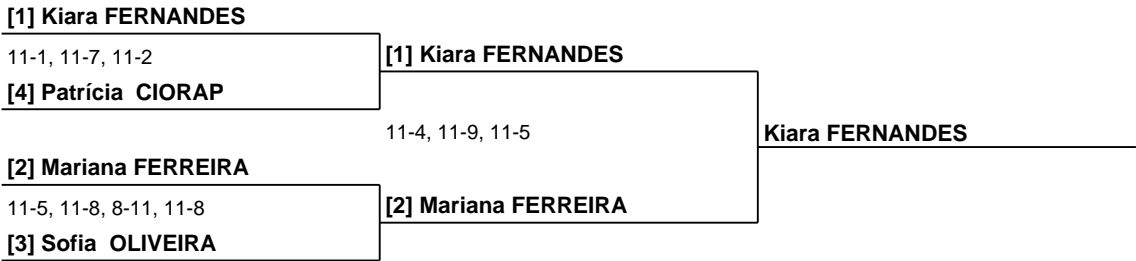 [1] Kiara FERNANDES
11-1, 11-7, 11-2
[1] Kiara FERNANDES
[4] Patrícia CIORAP
11-4, 11-9, 11-5
Kiara FERNANDES
[2] Mariana FERREIRA
11-5, 11-8, 8-11, 11-8
[2] Mariana FERREIRA
[3] Sofia OLIVEIRA